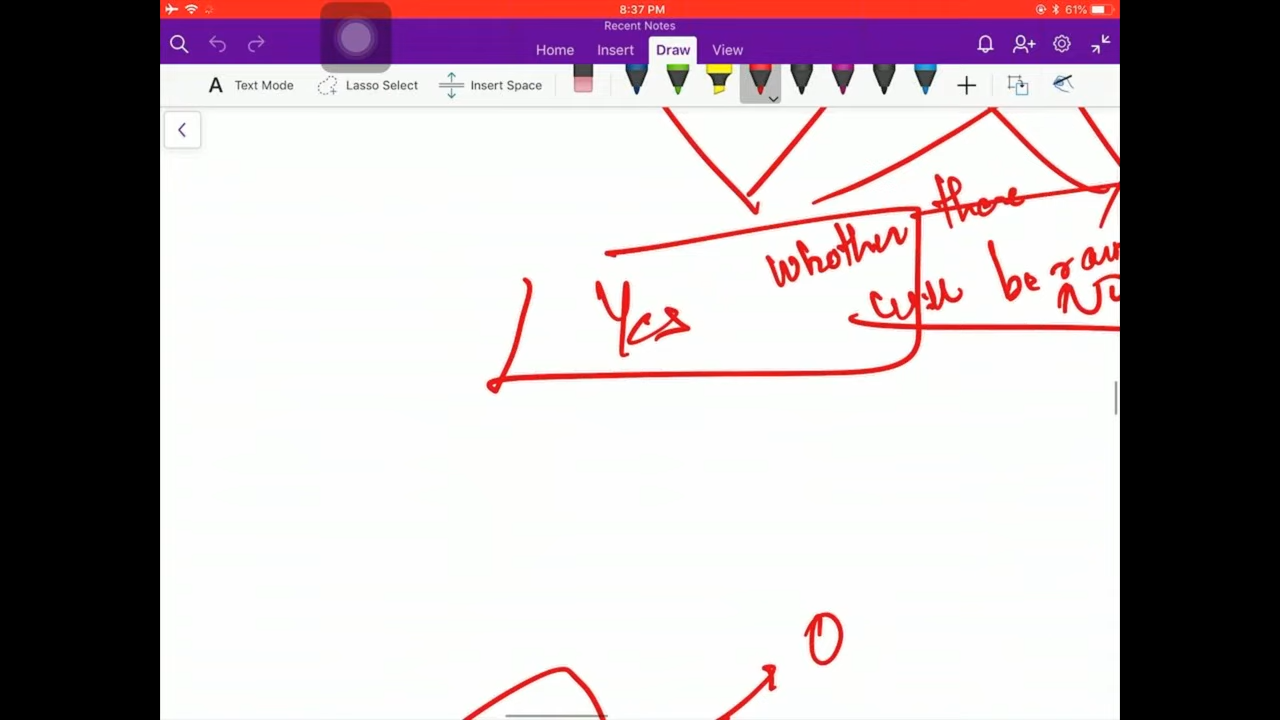 8:37 PM
61%
Recent Notes
Home Insert Draw View
A Text Mode Lasso Select Insert Space
there
whether
will be
Yes
0